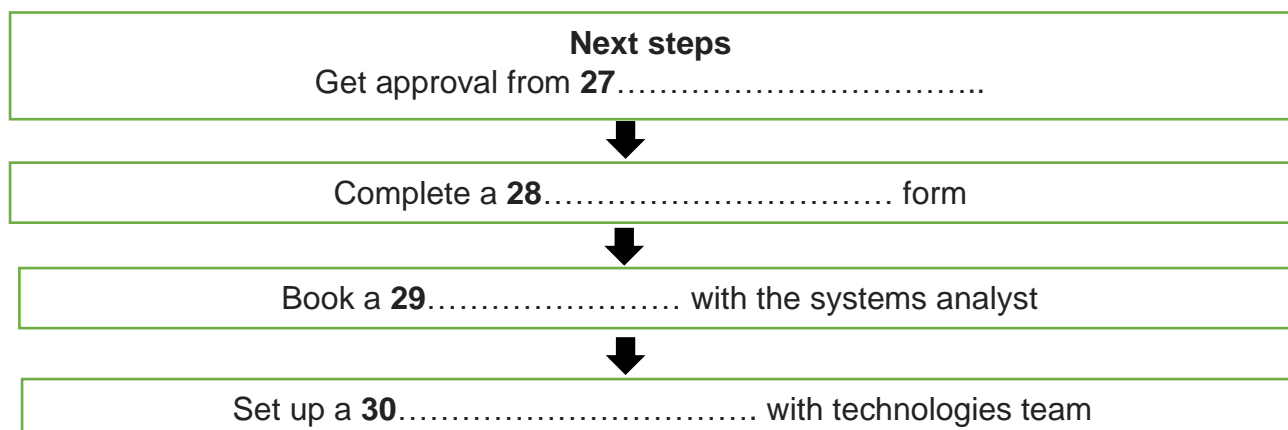 Next steps
Get approval from 27……………………………..
Complete a 28…………………………… form
Book a 29…………………… with the systems analyst
Set up a 30……………………………. with technologies team